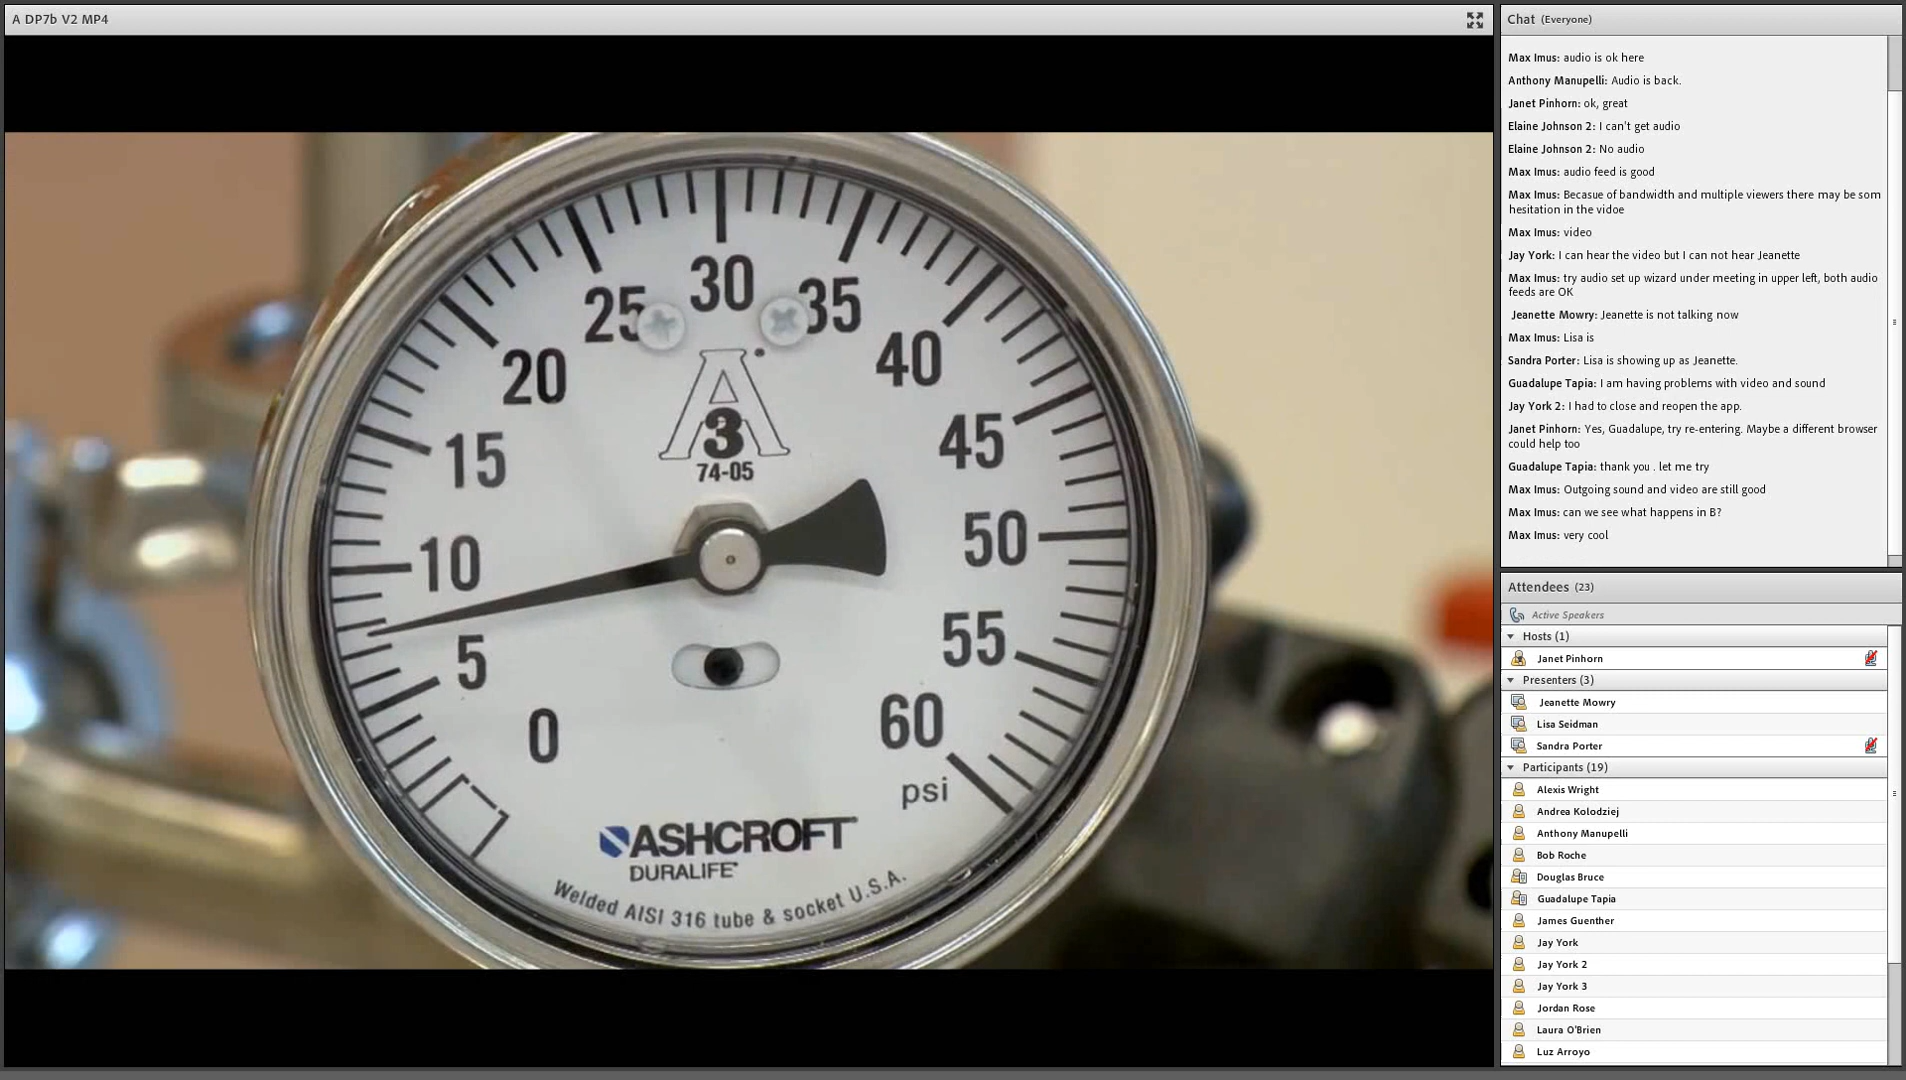 A DP7b V2 MP4
30
25
35
20
40
15
45
3
74-05
10
50
5
55
0
60
psi
ASHCROFT
DURALIFE
Welded AISI 316 tube & socket U.S.A.
Chat (Everyone)
Max Imus: audio is ok here
Anthony Manupelli: Audio is back.
Janet Pinhorn: ok, great
Elaine Johnson 2: I can't get audio
Elaine Johnson 2: No audio
Max Imus: audio feed is good
Max Imus: Becasue of bandwidth and multiple viewers there may be som
hesitation in the vidoe
Max Imus: video
Jay York: I can hear the video but I can not hear Jeanette
Max Imus: try audio set up wizard under meeting in upper left, both audio
feeds are OK
Jeanette Mowry: Jeanette is not talking now
Max Imus: Lisa is
Sandra Porter: Lisa is showing up as Jeanette.
Guadalupe Tapia: I am having problems with video and sound
Jay York 2: I had to close and reopen the app.
Janet Pinhorn: Yes, Guadalupe, try re-entering. Maybe a different browser
could help too
Guadalupe Tapia: thank you . let me try
Max Imus: Outgoing sound and video are still good
Max Imus: can we see what happens in B?
Max Imus: very cool
Attendees (23)
Active Speakers
Hosts (1)
Janet Pinhorn
Presenters (3)
Jeanette Mowry
Lisa Seidman
Sandra Porter
Participants (19)
Alexis Wright
Andrea Kolodziej
Anthony Manupelli
Bob Roche
Douglas Bruce
Guadalupe Tapia
James Guenther
Jay York
Jay York 2
Jay York 3
Jordan Rose
Laura O'Brien
Luz Arroyo